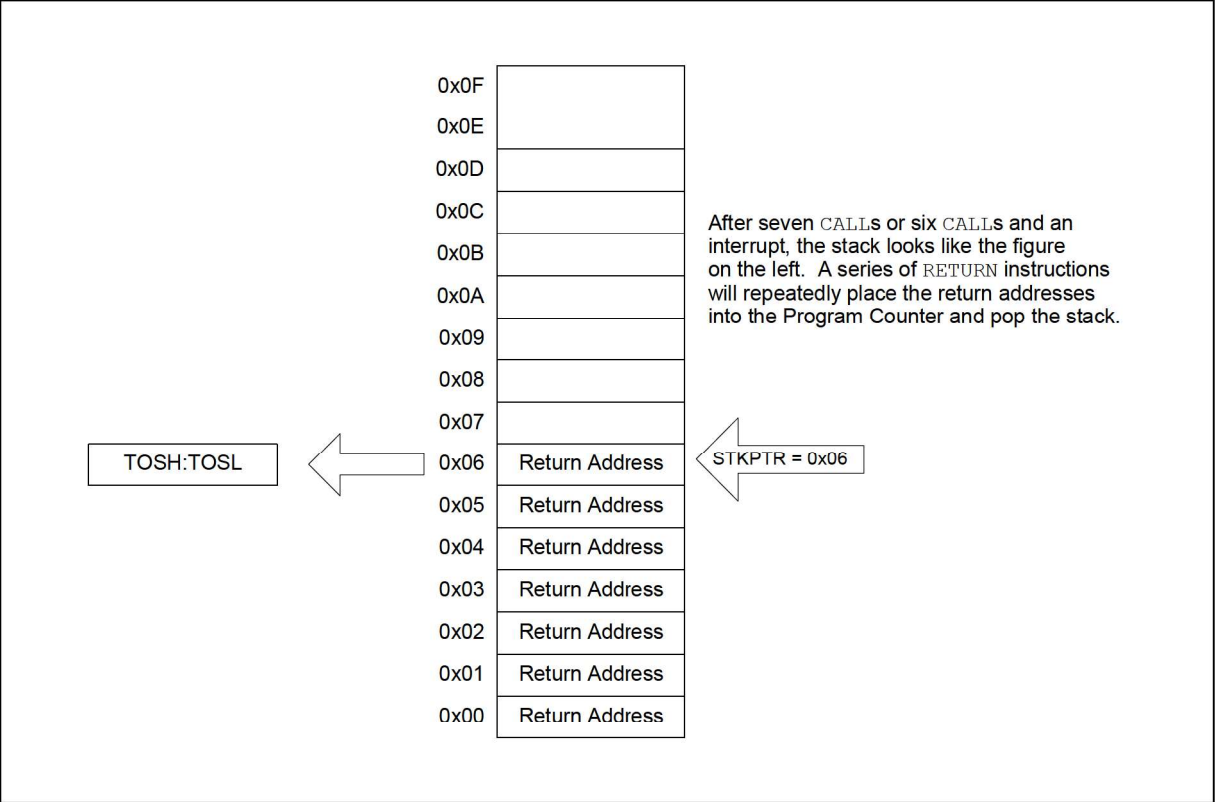 0x0F
0x0E
0x0D
0x0C
0x0B
0x0A
0x09
0x08
0x07
After seven CALLs or six CALLs and an
interrupt, the stack looks like the figure
on the left. A series of RETURN instructions
will repeatedly place the return addresses
into the Program Counter and pop the stack.
TOSH:TOSL
0x06 Return Address
STKPTR = 0x06
0x05 Return Address
0x04 Return Address
0x03 Return Address
0x02 Return Address
0x01 Return Address
0x00 Return Address